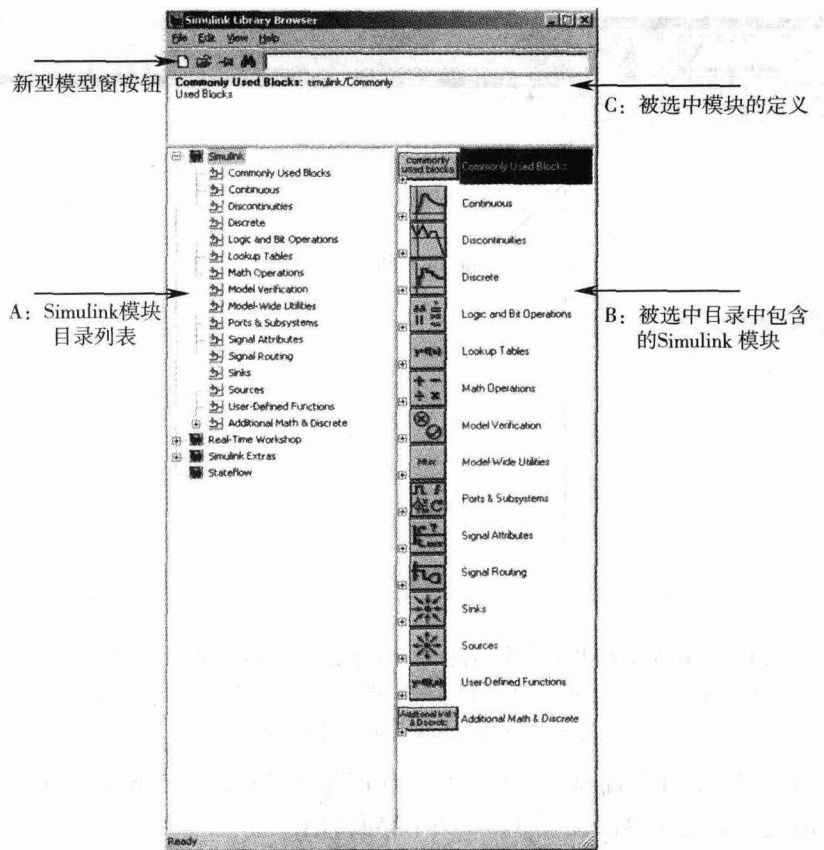 Simulink Library Browser
File Edit View Help
新型模型窗按钮
Commonly Used Blocks: simulink/Commonly
Used Blocks
C：被选中模块的定义
A：Simulink模块
目录列表
Simulink
Commonly Used Blocks
Continuous
Discontinuities
Discrete
Logic and Bit Operations
Lookup Tables
Math Operations
Model Verification
Model-Wide Utilities
Ports & Subsystems
Signal Attributes
Signal Routing
Sinks
Sources
User-Defined Functions
Additional Math & Discrete
Real-Time Workshop
Simulink Extras
Stateflow
commonly
used blocks
Commonly Used Blocks
Continuous
Discontinuities
Discrete
Logic and Bit Operations
Lookup Tables
Math Operations
Model Verification
Misc
Model-Wide Utilities
Ports & Subsystems
Signal Attributes
Signal Routing
Sinks
Sources
User-Defined Functions
Additional Math
& Discrete
Additional Math & Discrete
B：被选中目录中包含
的Simulink 模块
Ready